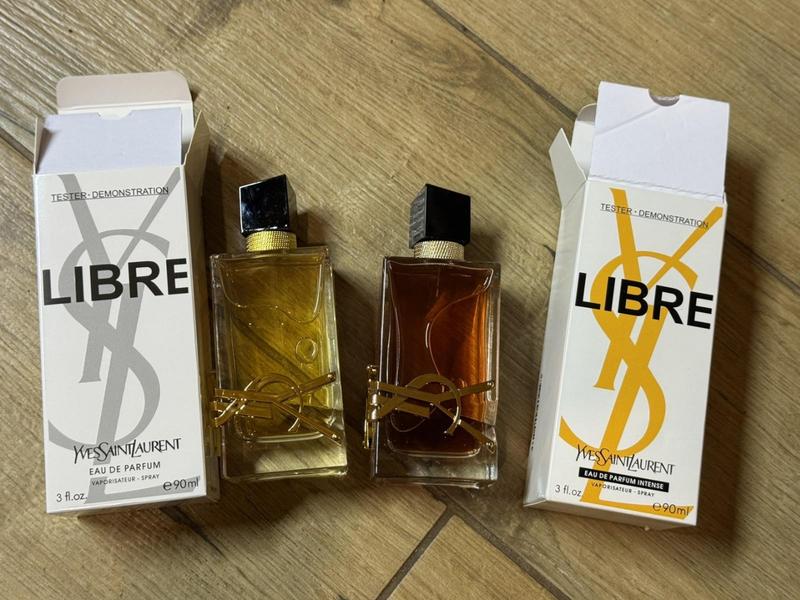 TESTER·DEMONSTRATION
LIBRE
YVESSAINTLAURENT
EAU DE PARFUM
VAPORISATEUR - SPRAY
3 fl.oz. ℮90ml
TESTER·DEMONSTRATION
LIBRE
YVESSAINTLAURENT
EAU DE PARFUM INTENSE
VAPORISATEUR - SPRAY
3 fl.oz. ℮90ml